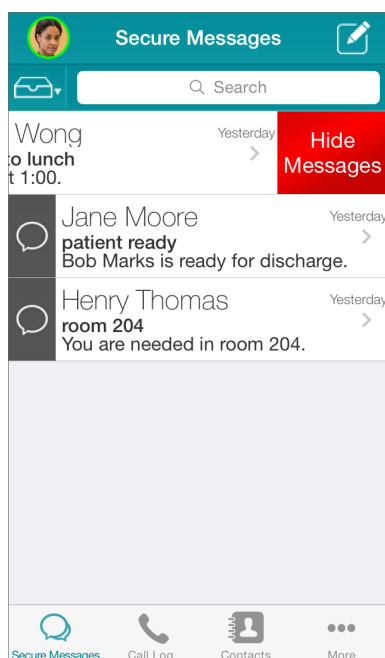 Secure Messages
Search
Wong
Yesterday
Hide
Messages
to lunch
t 1:00.
Jane Moore
Yesterday
patient ready
Bob Marks is ready for discharge.
Henry Thomas
Yesterday
room 204
You are needed in room 204.
Secure Messages
Call Log
Contacts
More